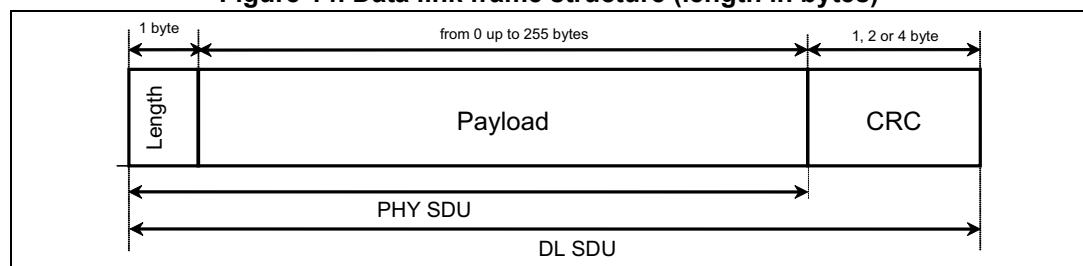 Figure 14. Data link frame structure (length in bytes)
1 byte
from 0 up to 255 bytes
1, 2 or 4 byte
Length
Payload
CRC
PHY SDU
DL SDU